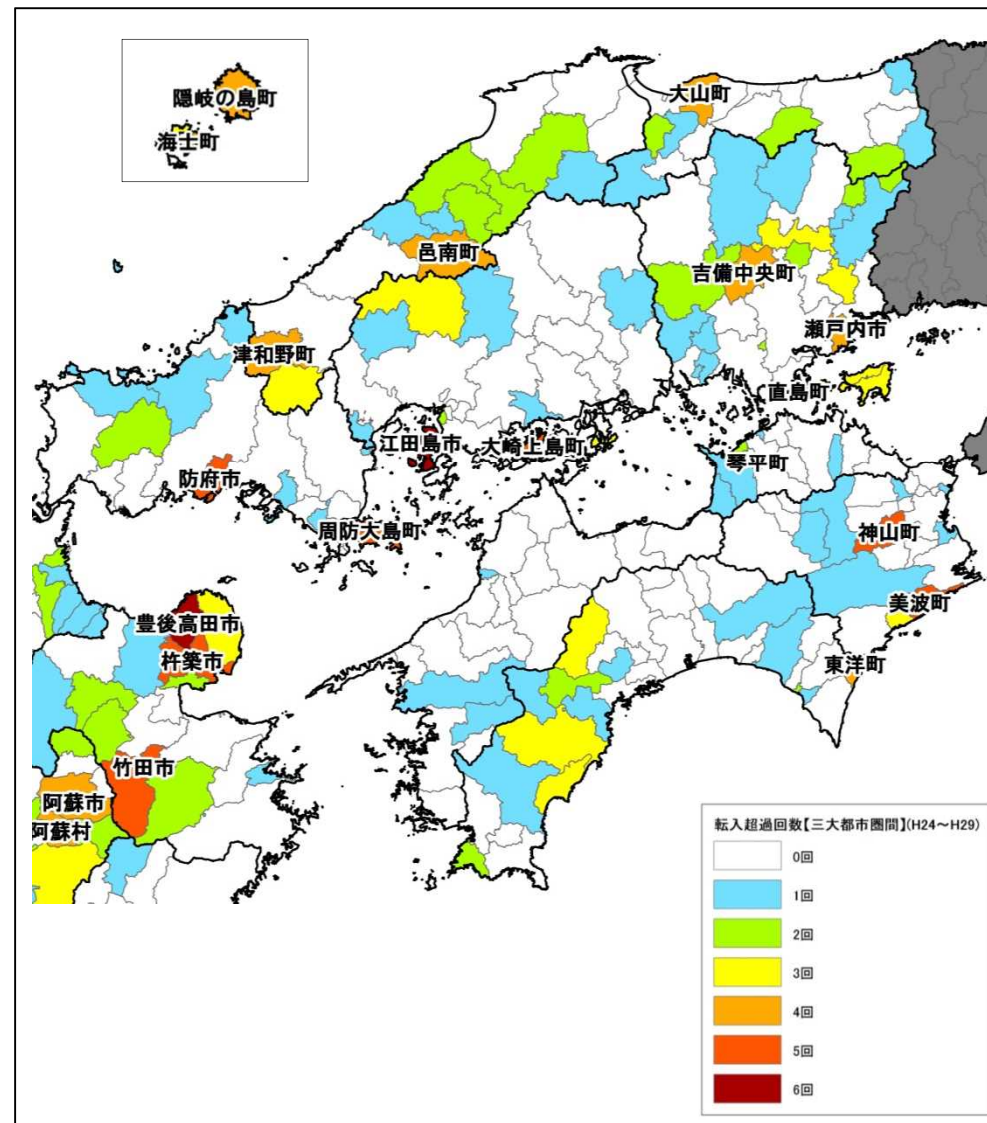 隠岐の島町
海士町
大山町
邑南町
吉備中央町
瀬戸内市
津和野町
直島町
江田島市
大崎上島町
琴平町
防府市
周防大島町
神山町
美波町
豊後高田市
杵築市
東洋町
竹田市
阿蘇市
阿蘇村
転入超過回数【三大都市圏間】(H24～H29)
0回
1回
2回
3回
4回
5回
6回